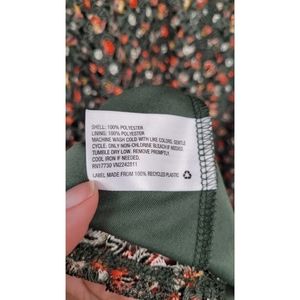 SHELL: 100% POLYESTER
LINING: 100% POLYESTER
MACHINE WASH COLD WITH LIKE COLORS, GENTLE
CYCLE. ONLY NON-CHLORINE BLEACH IF NEEDED.
TUMBLE DRY LOW. REMOVE PROMPTLY.
COOL IRON IF NEEDED.
RN17730 VN2242011
LABEL MADE FROM 100% RECYCLED PLASTIC